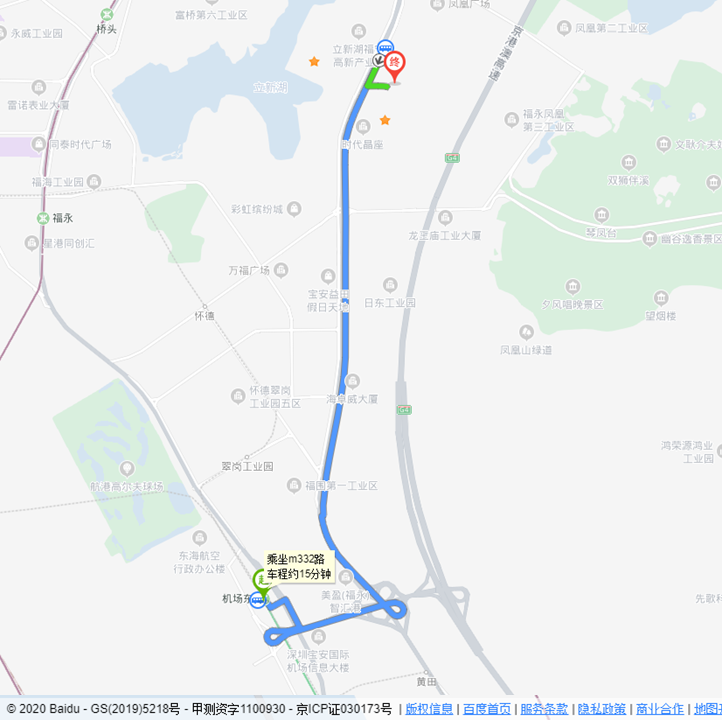 富桥第六工业区
凤凰广场
桥头
永威工业园
凤凰第二工业区
京港澳高速
立新湖福
高新产业
终
立新湖
雷诺表业大厦
福永凤凰
第三工业区
同泰时代广场
时代晶座
双狮伴溪
福海工业园
彩虹缤纷城
福永
琴凤台
星港同创汇
龙王庙工业大厦
幽谷逸香景区
万福广场
宝安益田
假日天地
日东工业园
夕风唱晚景区
怀德
望烟楼
凤凰山绿道
怀德翠岗
工业园五区
G4
翠岗工业园
鸿荣源鸿业
工业园
航港高尔夫球场
福围第一工业区
东海航空
行政办公楼
乘坐m332路
车程约15分钟
机场东
美盈(福永)
智汇港
先歌科
深圳宝安国际
机场信息大楼
黄田
© 2020 Baidu - GS(2019)5218号 - 甲测资字1100930 - 京ICP证030173号 | 版权信息 | 百度首页 | 服务条款 | 隐私政策 | 商业合作 | 地图